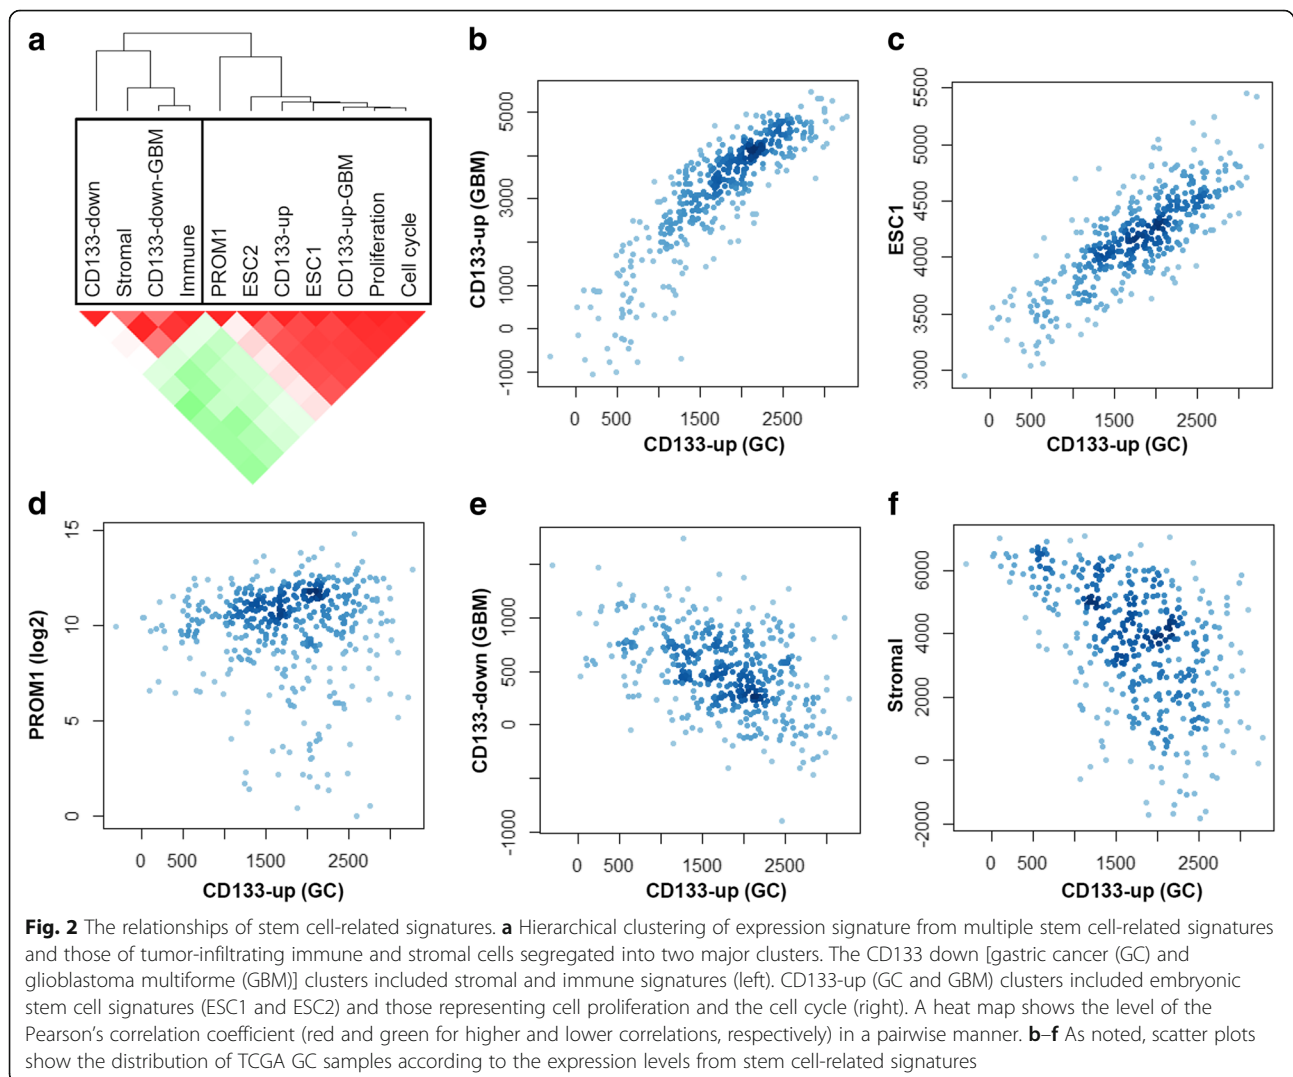 a
CD133-down
Stromal
CD133-down-GBM
Immune
PROM1
ESC2
CD133-up
ESC1
CD133-up-GBM
Proliferation
Cell cycle
b
CD133-up (GBM)
5000
3000
1000
0
-1000
0 500 1500 2500
CD133-up (GC)
c
ESC1
5500
5000
4500
4000
3500
3000
0 500 1500 2500
CD133-up (GC)
d
PROM1 (log2)
15
10
5
0
0 500 1500 2500
CD133-up (GC)
e
CD133-down (GBM)
1000
500
0
-1000
0 500 1500 2500
CD133-up (GC)
f
Stromal
6000
4000
2000
0
-2000
0 500 1500 2500
CD133-up (GC)
Fig. 2 The relationships of stem cell-related signatures. a Hierarchical clustering of expression signature from multiple stem cell-related signatures
and those of tumor-infiltrating immune and stromal cells segregated into two major clusters. The CD133 down [gastric cancer (GC) and
glioblastoma multiforme (GBM)] clusters included stromal and immune signatures (left). CD133-up (GC and GBM) clusters included embryonic
stem cell signatures (ESC1 and ESC2) and those representing cell proliferation and the cell cycle (right). A heat map shows the level of the
Pearson's correlation coefficient (red and green for higher and lower correlations, respectively) in a pairwise manner. b–f As noted, scatter plots
show the distribution of TCGA GC samples according to the expression levels from stem cell-related signatures